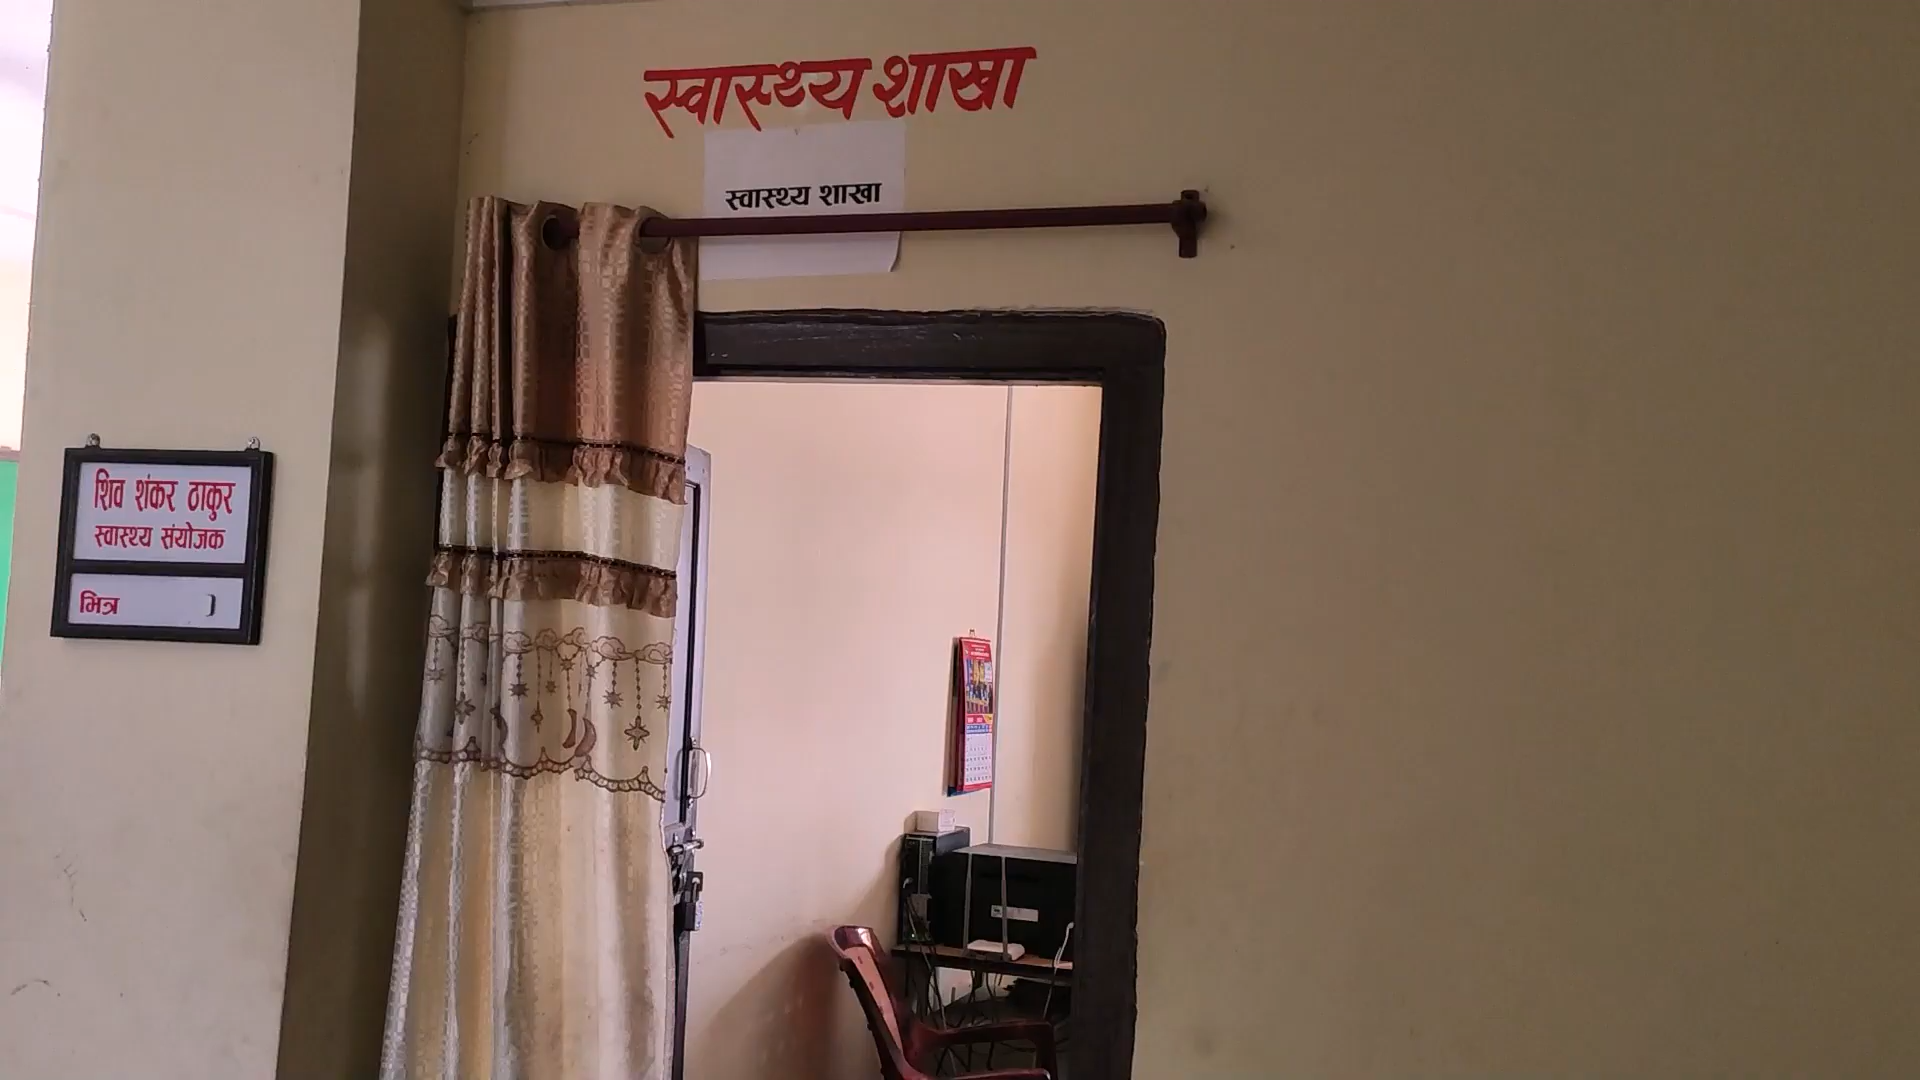 स्वास्थ्य शाखा
स्वास्थ्य शाखा
शिव शंकर ठाकुर
स्वास्थ्य संयोजक
भित्र